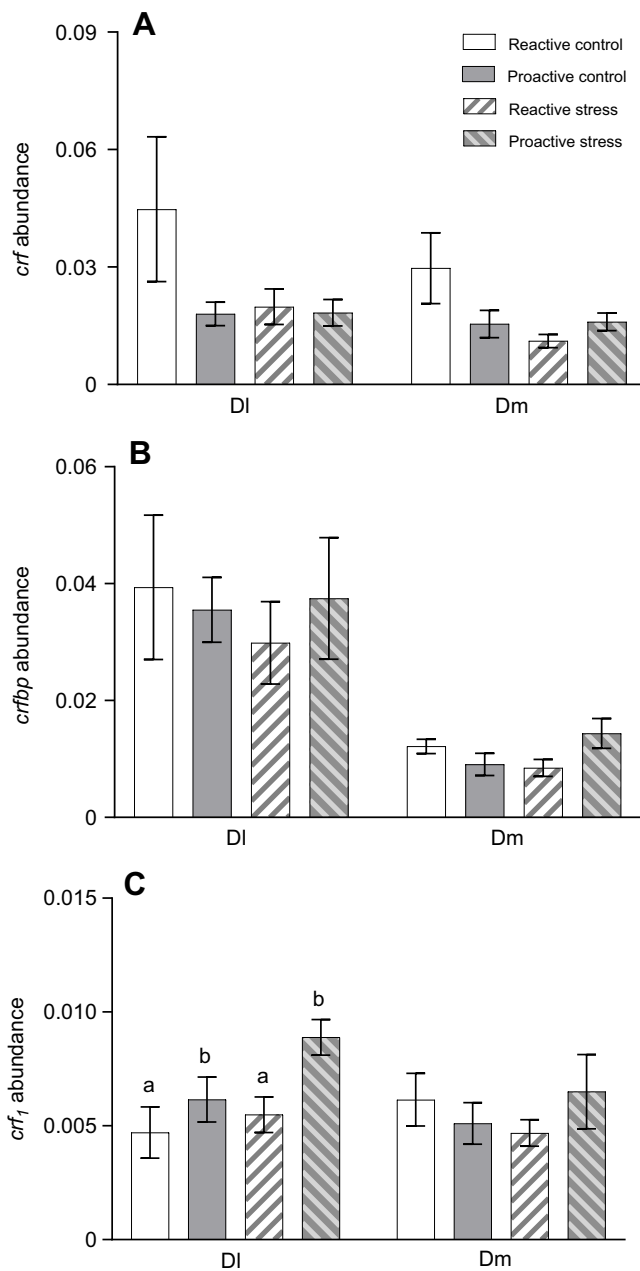 A
0.09
0.06
0.03
0
crf abundance
Reactive control
Proactive control
Reactive stress
Proactive stress
Dl Dm
B
0.06
0.04
0.02
0
crfbp abundance
Dl Dm
C
0.015
0.010
0.005
0
crf1 abundance
a b a b
Dl Dm